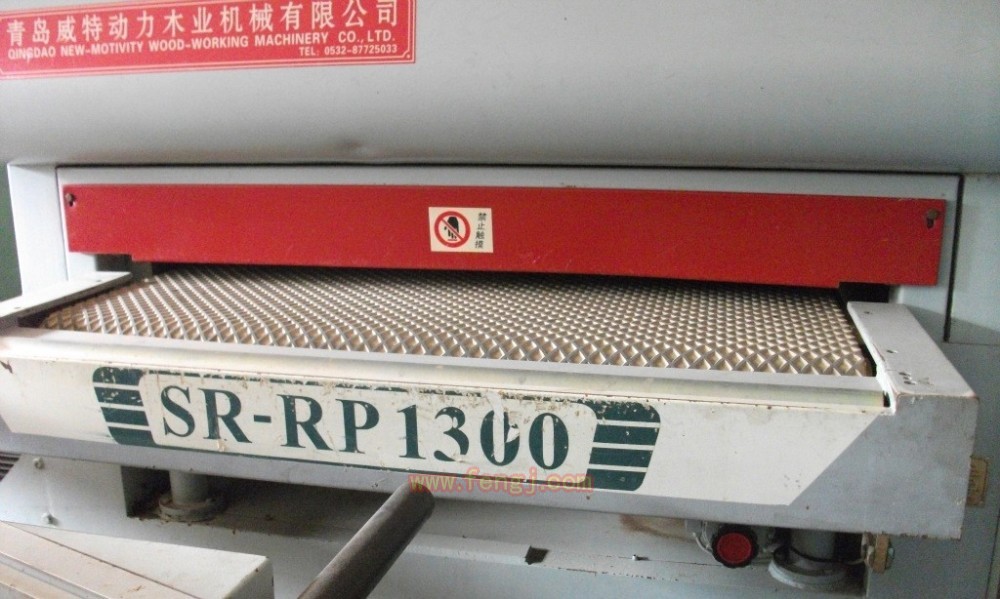 青岛威特动力木业机械有限公司
QINGDAO NEW-MOTIVITY WOOD-WORKING MACHINERY CO., LTD.
TEL: 0532-87725033
禁止触摸
SR-RP1300
www.fengj.com